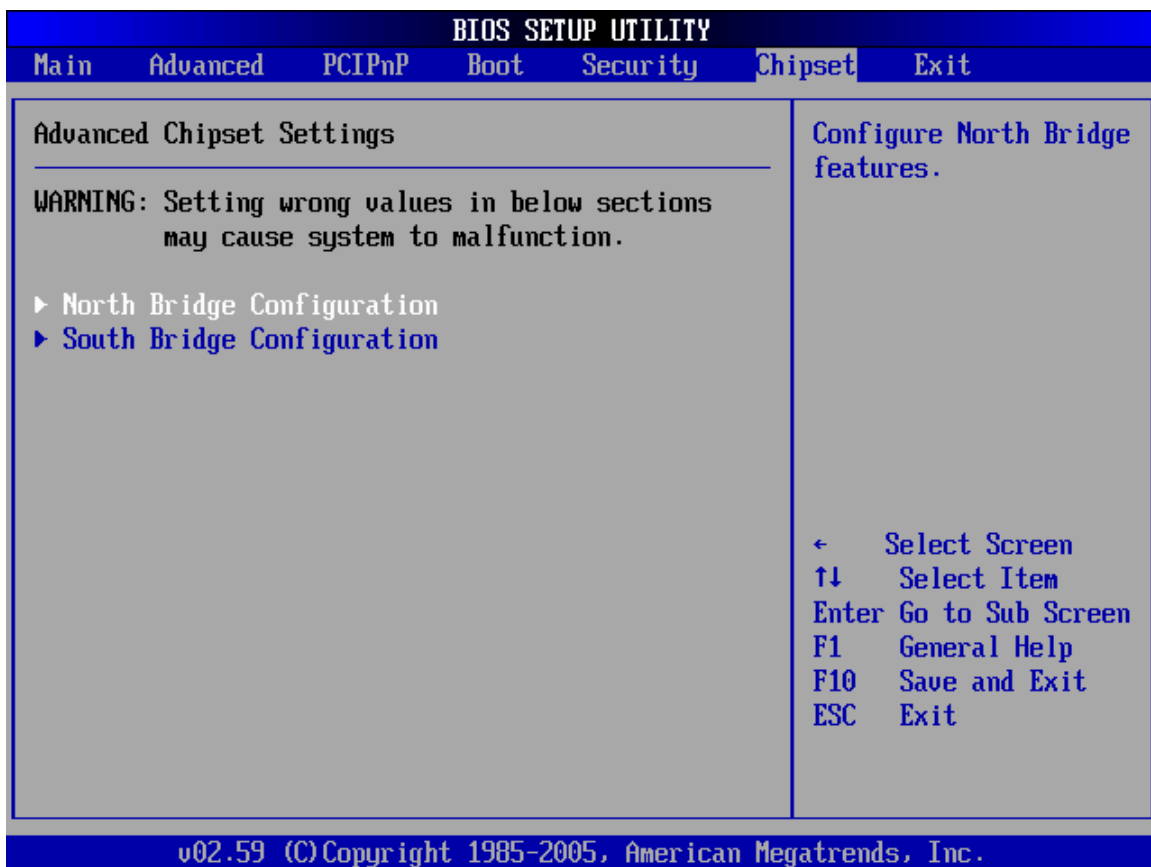 BIOS SETUP UTILITY
Main Advanced PCIPnP Boot Security Chipset Exit
Advanced Chipset Settings
WARNING: Setting wrong values in below sections
may cause system to malfunction.
▶ North Bridge Configuration
▶ South Bridge Configuration
Configure North Bridge
features.
← Select Screen
↑↓ Select Item
Enter Go to Sub Screen
F1 General Help
F10 Save and Exit
ESC Exit
v02.59 (C)Copyright 1985-2005, American Megatrends, Inc.